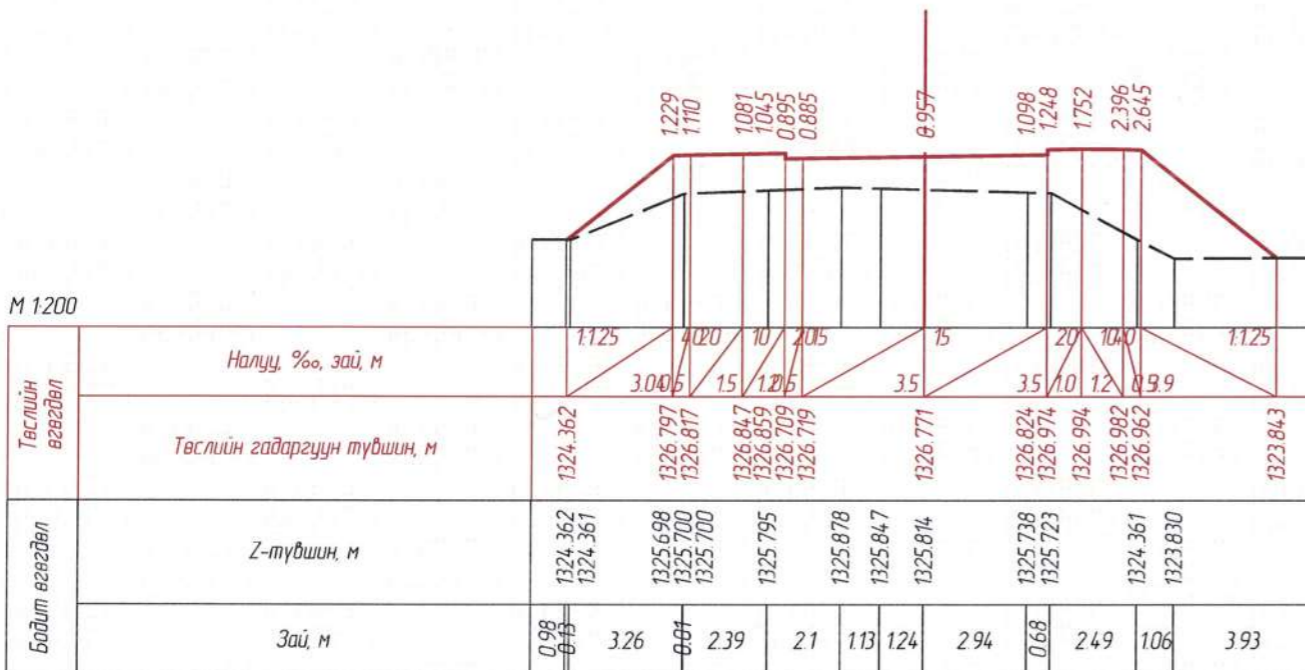 1.229 1.110 1.081 1.045 0.895 0.885 0.957 1.098 1.248 1.752 2.396 2.645
М 1:200
Төслийн өгөгдөл
Налуу, ‰, зай, м
1:1.25 40 20 10 20 15 15 20 10 40 1:1.25
3.04 0.5 1.5 1.2 0.5 3.5 3.5 1.0 1.2 0.5 3.9
Төслийн гадаргуун түвшин, м
1324.362 1326.797 1326.817 1326.847 1326.859 1326.709 1326.719 1326.771 1326.824 1326.974 1326.994 1326.982 1326.962 1323.843
Бодит өгөгдөл
Z-түвшин, м
1324.362 1324.361 1325.698 1325.700 1325.700 1325.795 1325.878 1325.847 1325.814 1325.738 1325.723 1324.361 1323.830
Зай, м
0.98 0.13 3.26 0.01 2.39 2.1 1.13 1.24 2.94 0.68 2.49 1.06 3.93